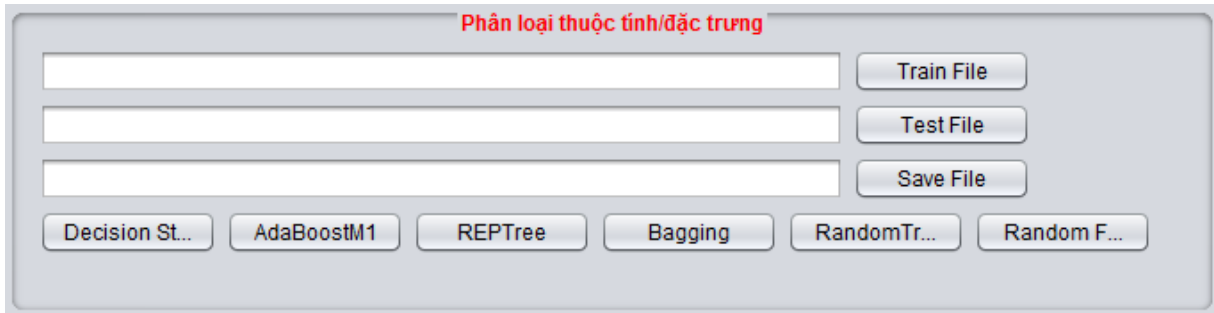 Phân loại thuộc tính/đặc trưng
Train File
Test File
Save File
Decision St... AdaBoostM1 REPTree Bagging RandomTr... Random F...